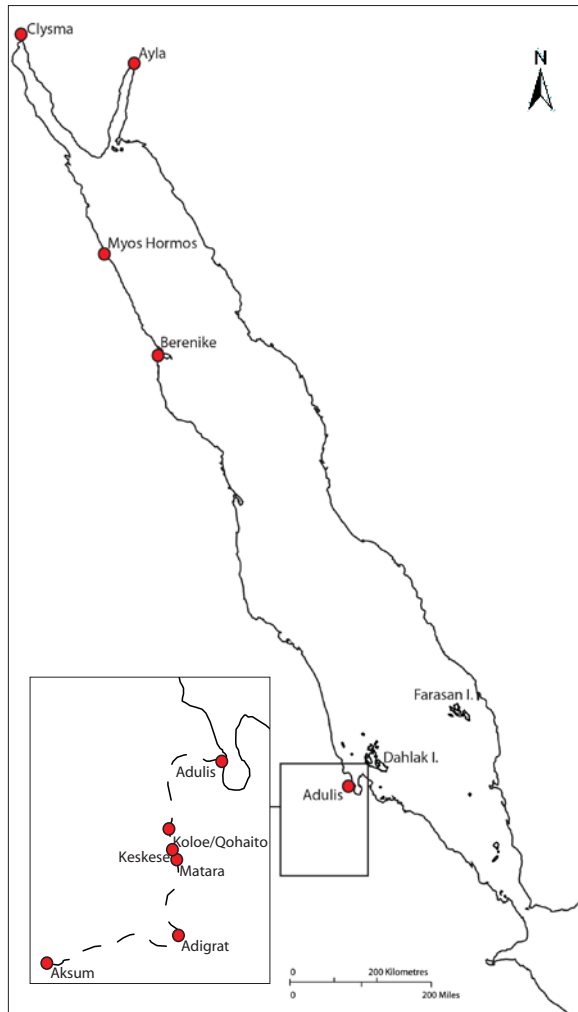 Clysma
Ayla
N
Myos Hormos
Berenike
Farasan I.
Dahlak I.
Adulis
Adulis
Koloe/Qohaito
Keskese
Matara
Adigrat
Aksum
0 200 Kilometres
0 200 Miles